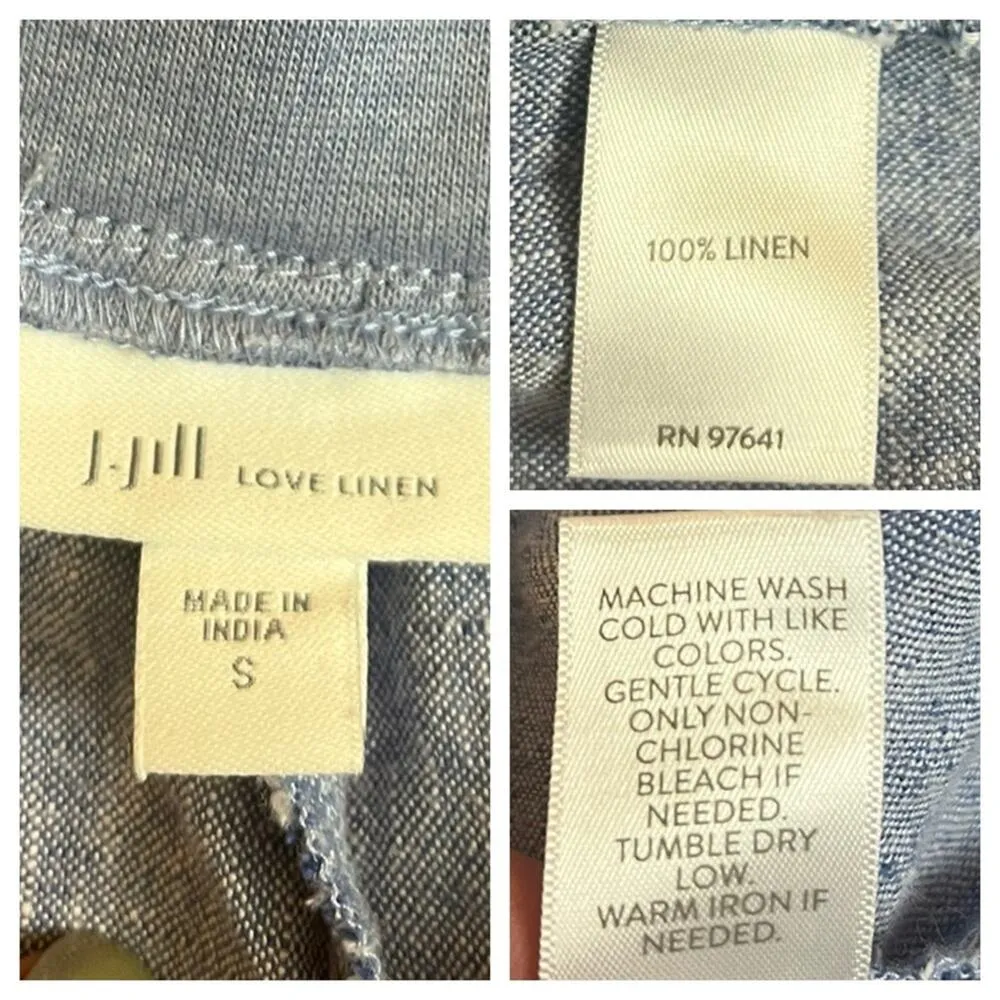 J.Jill LOVE LINEN
MADE IN
INDIA
S
100% LINEN
RN 97641
MACHINE WASH
COLD WITH LIKE
COLORS.
GENTLE CYCLE.
ONLY NON-
CHLORINE
BLEACH IF
NEEDED.
TUMBLE DRY
LOW.
WARM IRON IF
NEEDED.